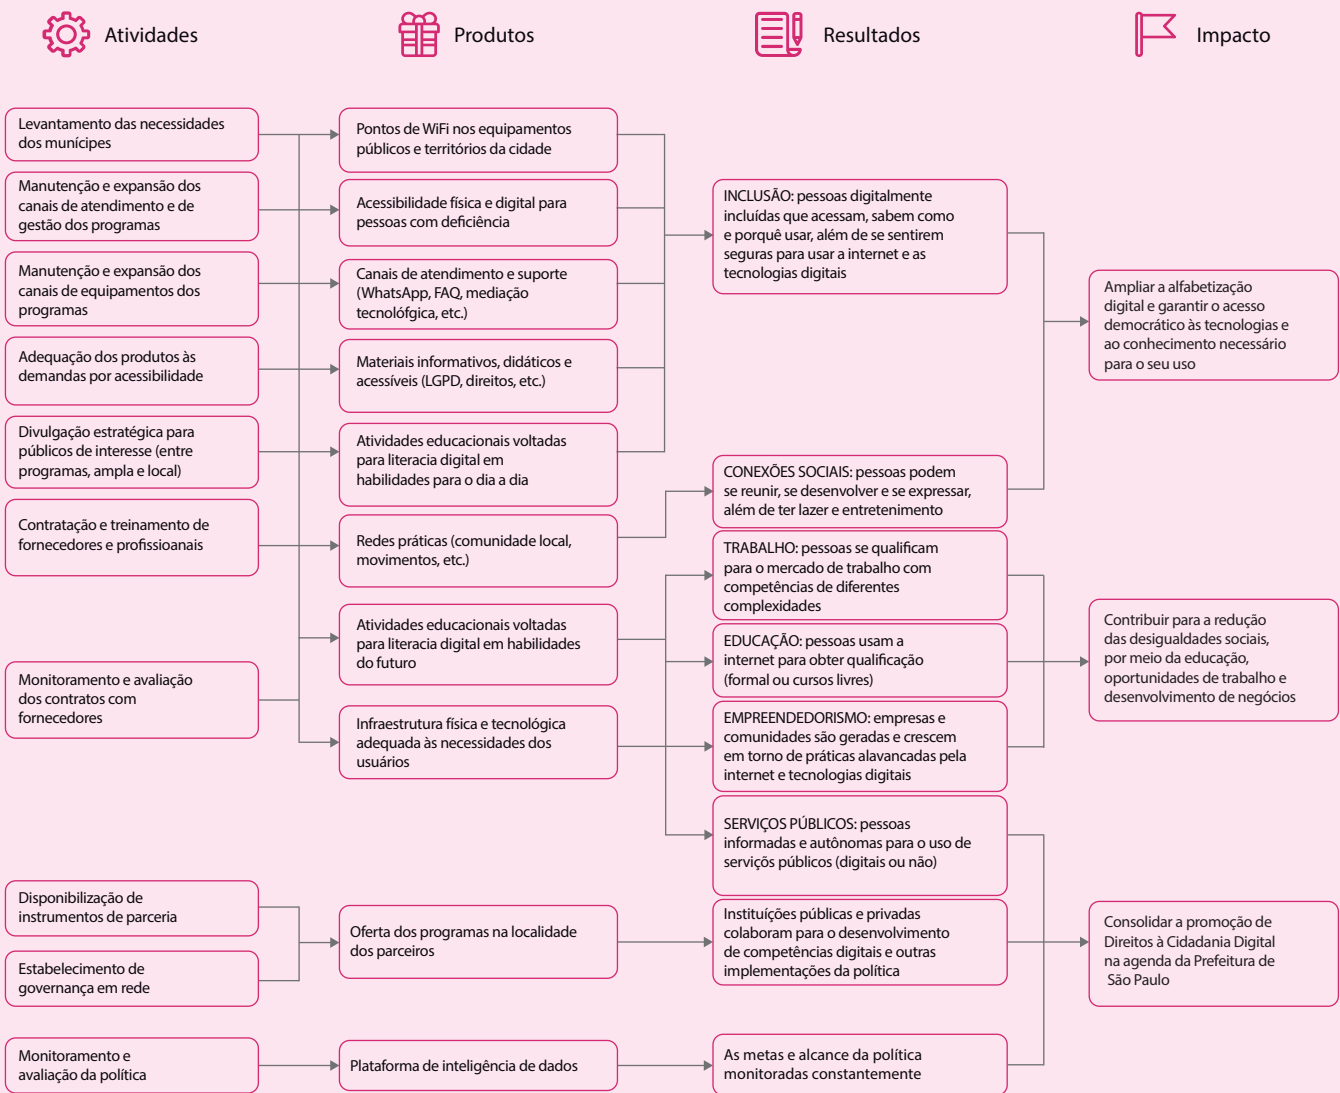 Atividades
Produtos
Resultados
Impacto
Levantamento das necessidades
dos munícipes
Manutenção e expansão dos
canais de atendimento e de
gestão dos programas
Manutenção e expansão dos
canais de equipamentos dos
programas
Adequação dos produtos às
demandas por acessibilidade
Divulgação estratégica para
públicos de interesse (entre
programas, ampla e local)
Contratação e treinamento de
fornecedores e profissioanais
Monitoramento e avaliação
dos contratos com
fornecedores
Disponibilização de
instrumentos de parceria
Estabelecimento de
governança em rede
Monitoramento e
avaliação da política
Pontos de WiFi nos equipamentos
públicos e territórios da cidade
Acessibilidade física e digital para
pessoas com deficiência
Canais de atendimento e suporte
(WhatsApp, FAQ, mediação
tecnolófgica, etc.)
Materiais informativos, didáticos e
acessíveis (LGPD, direitos, etc.)
Atividades educacionais voltadas
para literacia digital em
habilidades para o dia a dia
Redes práticas (comunidade local,
movimentos, etc.)
Atividades educacionais voltadas
para literacia digital em habilidades
do futuro
Infraestrutura física e tecnológica
adequada às necessidades dos
usuários
Oferta dos programas na localidade
dos parceiros
Plataforma de inteligência de dados
INCLUSÃO: pessoas digitalmente
incluídas que acessam, sabem como
e porquê usar, além de se sentirem
seguras para usar a internet e as
tecnologias digitais
CONEXÕES SOCIAIS: pessoas podem
se reunir, se desenvolver e se expressar,
além de ter lazer e entretenimento
TRABALHO: pessoas se qualificam
para o mercado de trabalho com
competências de diferentes
complexidades
EDUCAÇÃO: pessoas usam a
internet para obter qualificação
(formal ou cursos livres)
EMPREENDEDORISMO: empresas e
comunidades são geradas e crescem
em torno de práticas alavancadas pela
internet e tecnologias digitais
SERVIÇOS PÚBLICOS: pessoas
informadas e autônomas para o uso de
serviçõs públicos (digitais ou não)
Instituíções públicas e privadas
colaboram para o desenvolvimento
de competências digitais e outras
implementações da política
As metas e alcance da política
monitoradas constantemente
Ampliar a alfabetização
digital e garantir o acesso
democrático às tecnologias e
ao conhecimento necessário
para o seu uso
Contribuir para a redução
das desigualdades sociais,
por meio da educação,
oportunidades de trabalho e
desenvolvimento de negócios
Consolidar a promoção de
Direitos à Cidadania Digital
na agenda da Prefeitura de
São Paulo